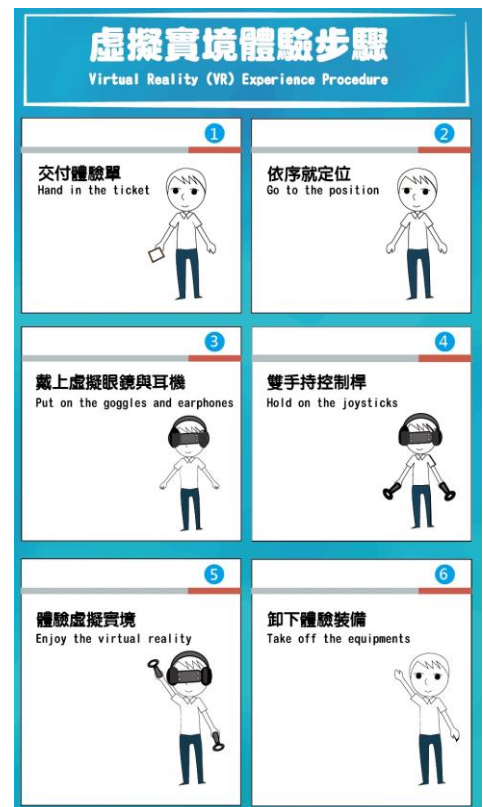 虛擬實境體驗步驟
Virtual Reality (VR) Experience Procedure
1
交付體驗單
Hand in the ticket
2
依序就定位
Go to the position
3
戴上虛擬眼鏡與耳機
Put on the goggles and earphones
4
雙手持控制桿
Hold on the joysticks
5
體驗虛擬實境
Enjoy the virtual reality
6
卸下體驗裝備
Take off the equipments